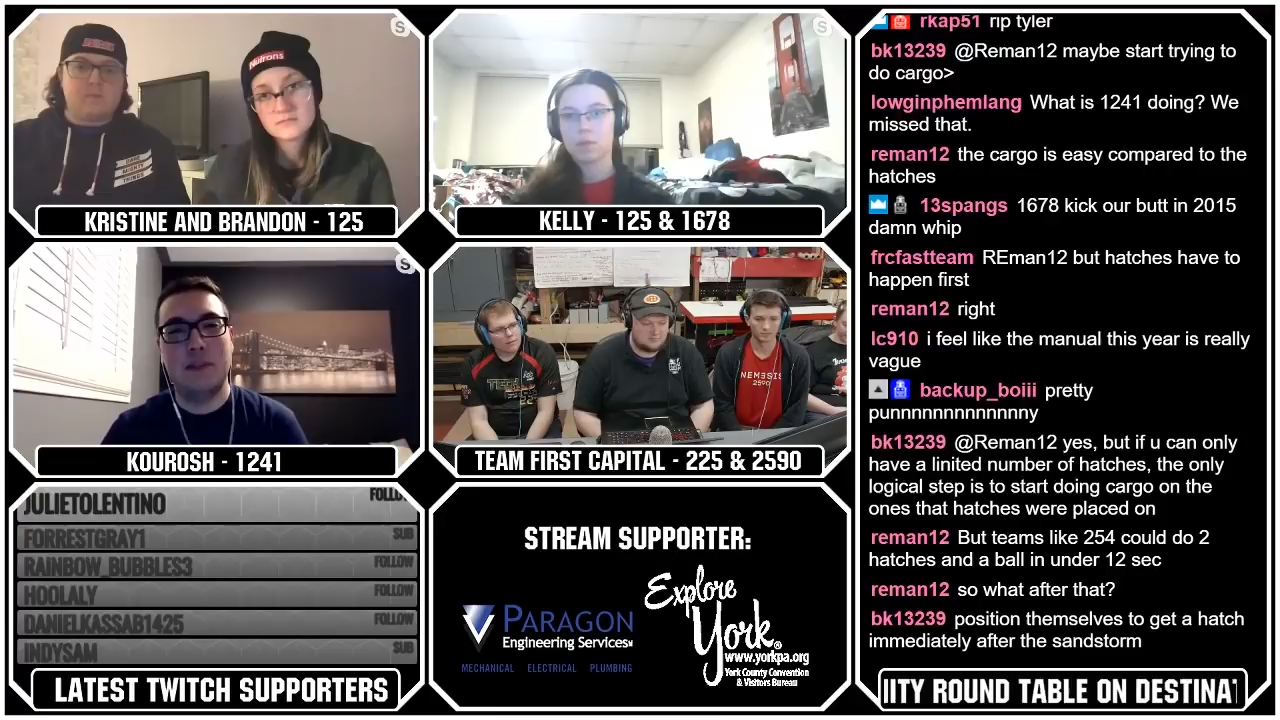 Nutrons
KRISTINE AND BRANDON - 125
KELLY - 125 & 1678
KOUROSH - 1241
NEMESIS
2590
TEAM FIRST CAPITAL - 225 & 2590
JULIETOLENTINO
FORRESTGRAY1 SUB
RAINBOW_BUBBLES3 FOLLOW
HOOLALY FOLLOW
DANIELKASSAB1425 FOLLOW
INDYSAM SUB
LATEST TWITCH SUPPORTERS
STREAM SUPPORTER:
PARAGON
Engineering Services
MECHANICAL ELECTRICAL PLUMBING
Explore
York®
www.yorkpa.org
York County Convention
& Visitors Bureau
rkap51 rip tyler
bk13239 @Reman12 maybe start trying to
do cargo>
lowginphemlang What is 1241 doing? We
missed that.
reman12 the cargo is easy compared to the
hatches
13spangs 1678 kick our butt in 2015
damn whip
frcfastteam REman12 but hatches have to
happen first
reman12 right
lc910 i feel like the manual this year is really
vague
backup_boiii pretty
punnnnnnnnnnnnnny
bk13239 @Reman12 yes, but if u can only
have a linited number of hatches, the only
logical step is to start doing cargo on the
ones that hatches were placed on
reman12 But teams like 254 could do 2
hatches and a ball in under 12 sec
reman12 so what after that?
bk13239 position themselves to get a hatch
immediately after the sandstorm
ROUND TABLE ON